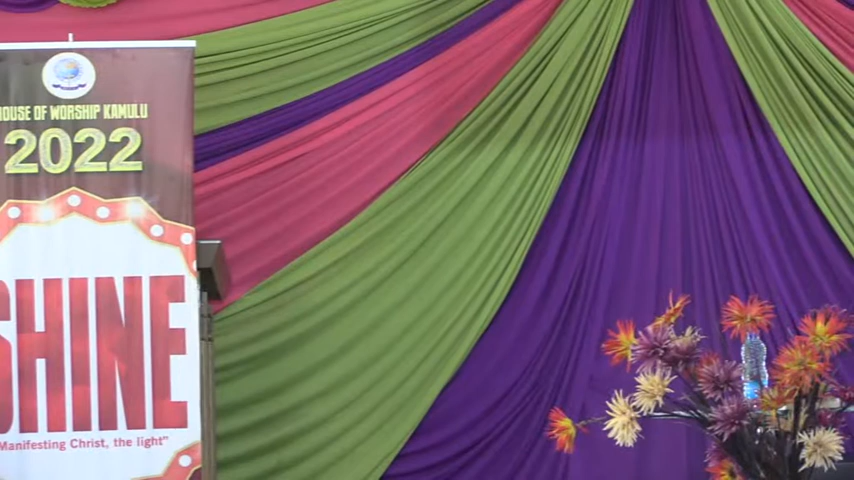 HOUSE OF WORSHIP KAMULU
2022
SHINE
Manifesting Christ, the light"